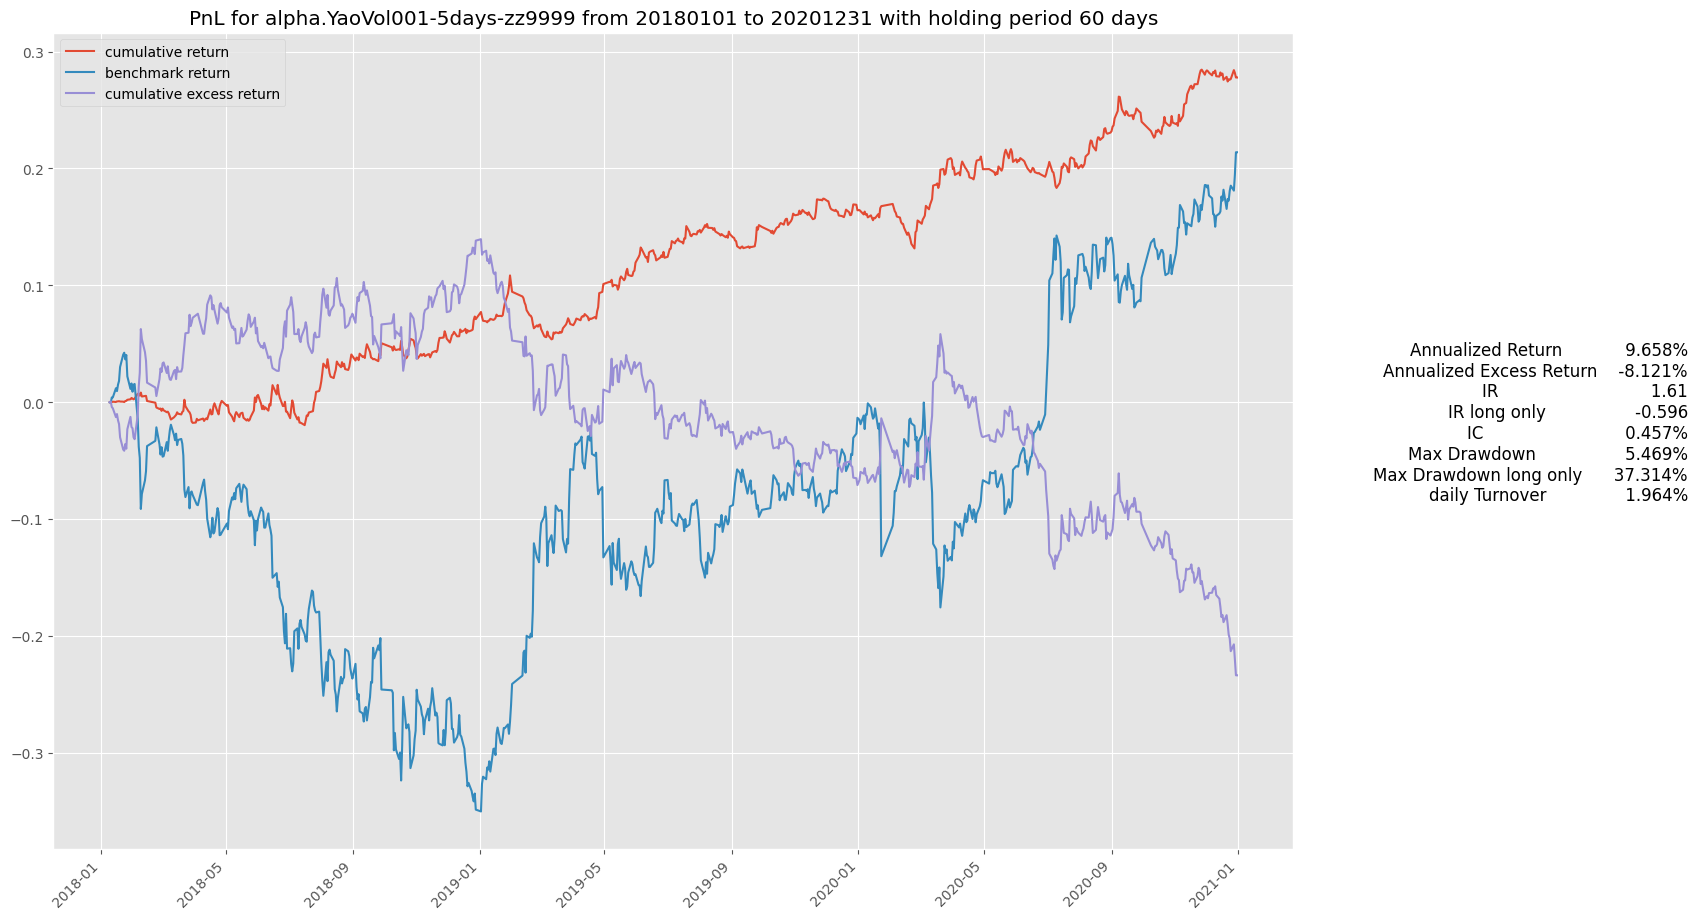 PnL for alpha.YaoVol001-5days-zz9999 from 20180101 to 20201231 with holding period 60 days
cumulative return
benchmark return
cumulative excess return
0.3
0.2
0.1
0.0
−0.1
−0.2
−0.3
2018-01
2018-05
2018-09
2019-01
2019-05
2019-09
2020-01
2020-05
2020-09
2021-01
Annualized Return 9.658%
Annualized Excess Return -8.121%
IR 1.61
IR long only -0.596
IC 0.457%
Max Drawdown 5.469%
Max Drawdown long only 37.314%
daily Turnover 1.964%